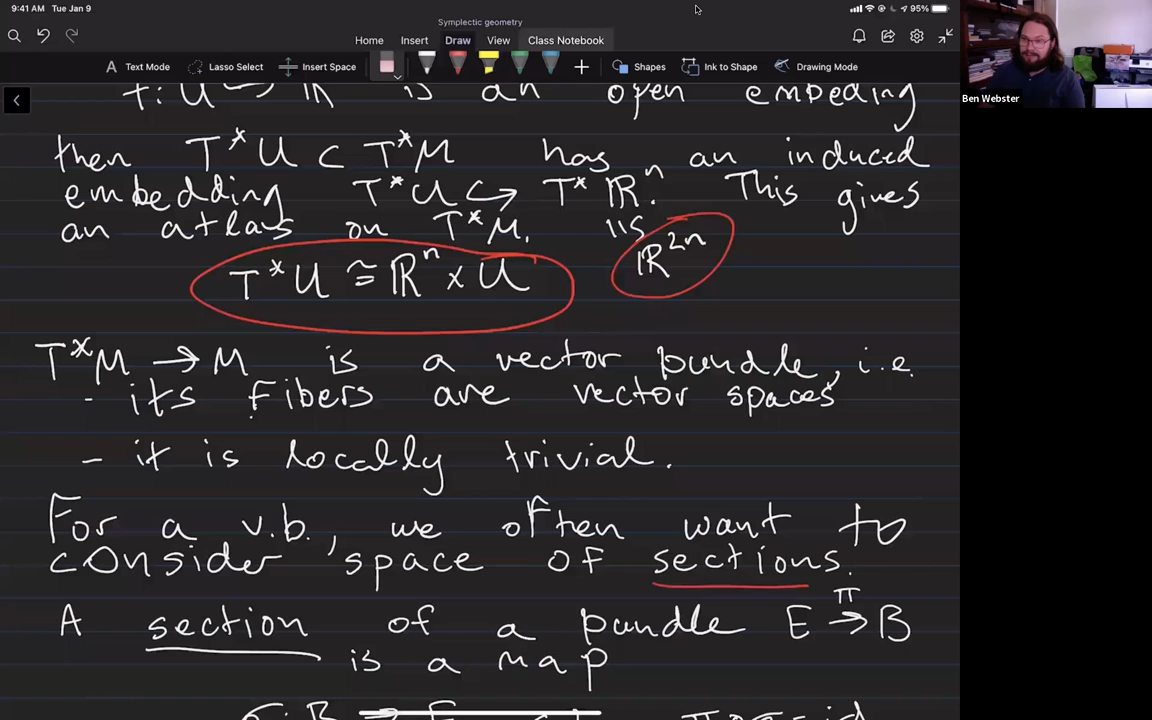 9:41 AM Tue Jan 9
95%
Symplectic geometry
Home Insert Draw View Class Notebook
Text Mode Lasso Select Insert Space Shapes Ink to Shape Drawing Mode
Ben Webster
f: U → ℝ is an open embeding
then T*U ⊂ T*M has an induced
embedding T*U ↪ T*ℝⁿ. This gives
an atlas on T*M. ≅
T*U ≅ ℝⁿ × U ℝ²ⁿ
T*M → M is a vector pundle, i.e.
- its fibers are vector spaces
- it is locally trivial.
For a v.b., we often want to
consider space of sections.
A section of a pundle E →π B
is a map